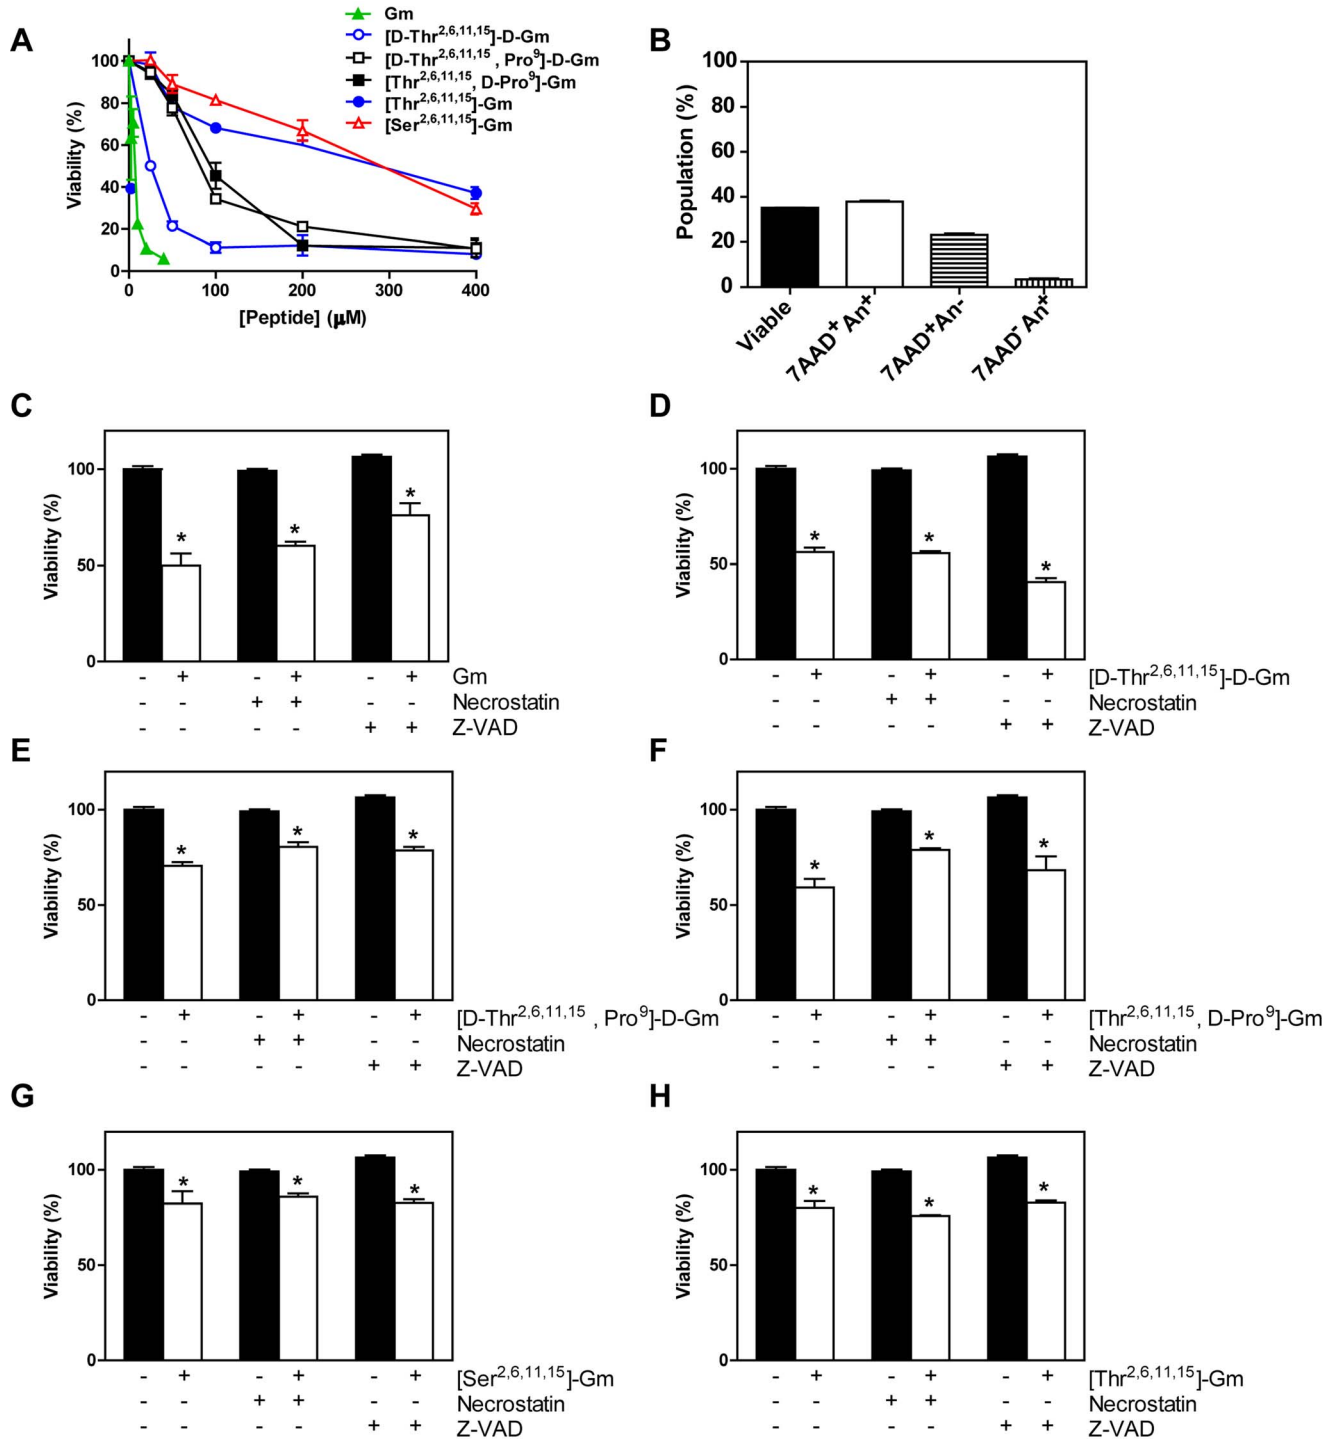 A
Gm
[D-Thr2,6,11,15]-D-Gm
[D-Thr2,6,11,15 , Pro9]-D-Gm
[Thr2,6,11,15, D-Pro9]-Gm
[Thr2,6,11,15]-Gm
[Ser2,6,11,15]-Gm
Viability (%)
100
80
60
40
20
0
0 100 200 300 400
[Peptide] (μM)
B
Population (%)
100
80
60
40
20
0
Viable
7AAD+An+
7AAD+An-
7AAD-An+
C
Viability (%)
100
50
0
* * *
- + - + - + Gm
- - + + - - Necrostatin
- - - - + + Z-VAD
D
Viability (%)
100
50
0
* * *
- + - + - + [D-Thr2,6,11,15]-D-Gm
- - + + - - Necrostatin
- - - - + + Z-VAD
E
Viability (%)
100
50
0
* * *
- + - + - + [D-Thr2,6,11,15 , Pro9]-D-Gm
- - + + - - Necrostatin
- - - - + + Z-VAD
F
Viability (%)
100
50
0
* * *
- + - + - + [Thr2,6,11,15, D-Pro9]-Gm
- - + + - - Necrostatin
- - - - + + Z-VAD
G
Viability (%)
100
50
0
* * *
- + - + - + [Ser2,6,11,15]-Gm
- - + + - - Necrostatin
- - - - + + Z-VAD
H
Viability (%)
100
50
0
* * *
- + - + - + [Thr2,6,11,15]-Gm
- - + + - - Necrostatin
- - - - + + Z-VAD